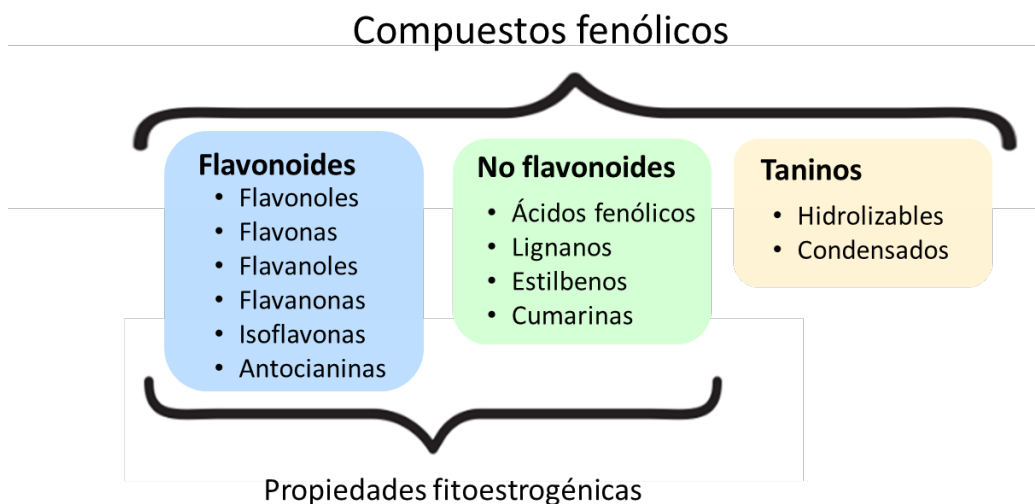 Compuestos fenólicos
Flavonoides
• Flavonoles
• Flavonas
• Flavanoles
• Flavanonas
• Isoflavonas
• Antocianinas
No flavonoides
• Ácidos fenólicos
• Lignanos
• Estilbenos
• Cumarinas
Taninos
• Hidrolizables
• Condensados
Propiedades fitoestrogénicas